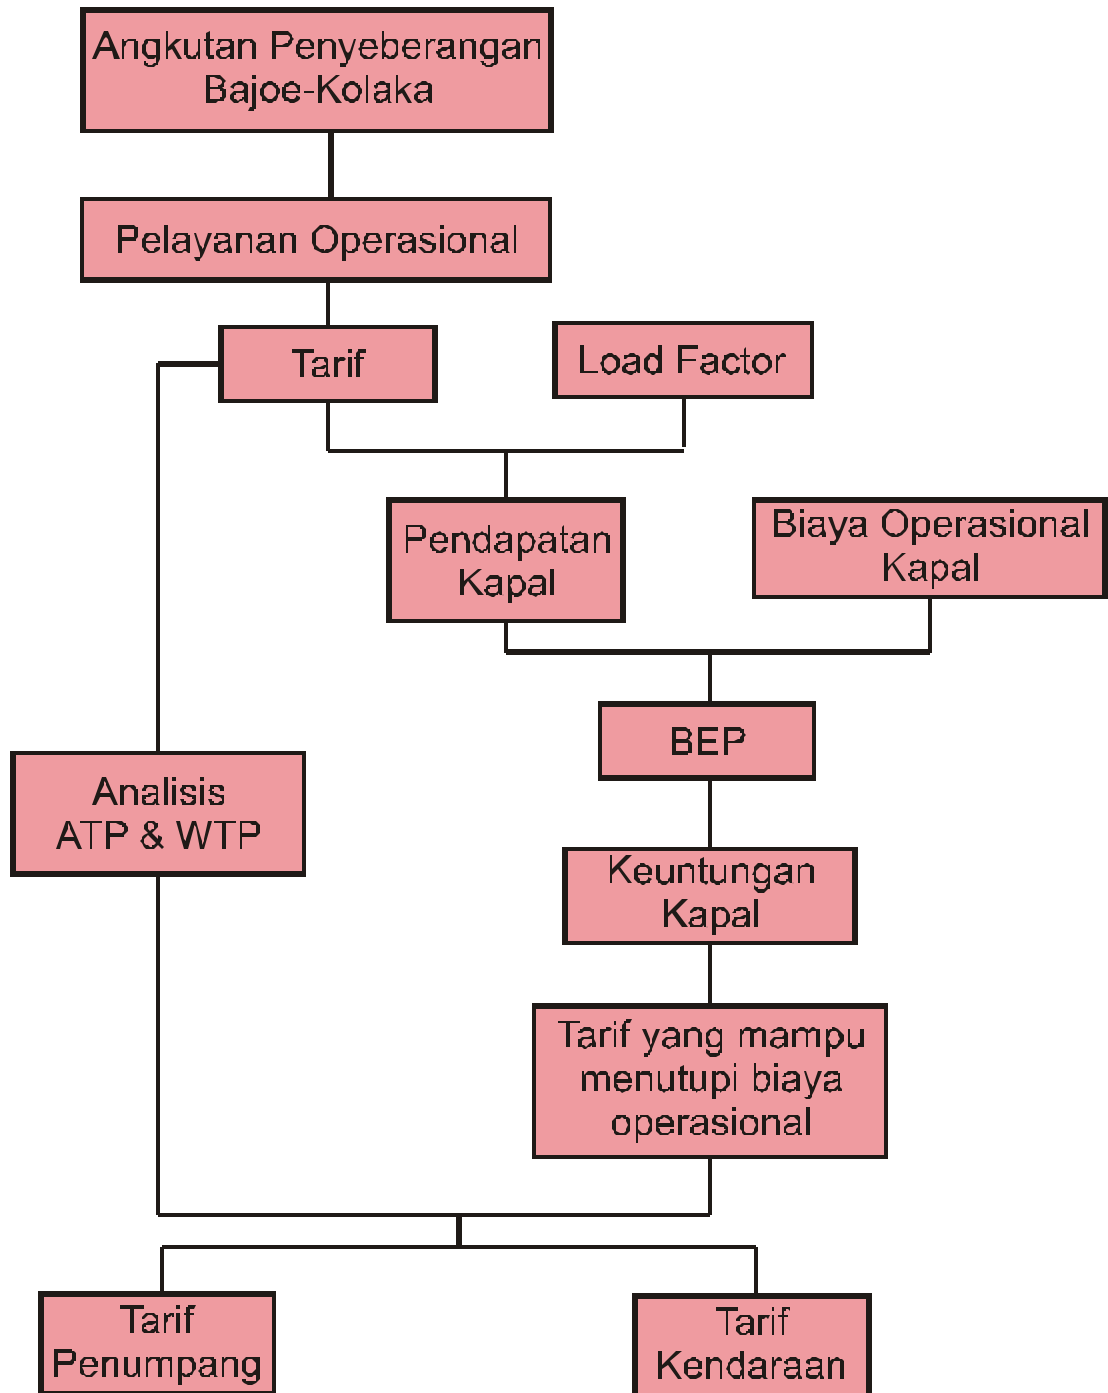 Angkutan Penyeberangan
Bajoe-Kolaka
Pelayanan Operasional
Tarif
Load Factor
Pendapatan
Kapal
Biaya Operasional
Kapal
BEP
Analisis
ATP & WTP
Keuntungan
Kapal
Tarif yang mampu
menutupi biaya
operasional
Tarif
Penumpang
Tarif
Kendaraan